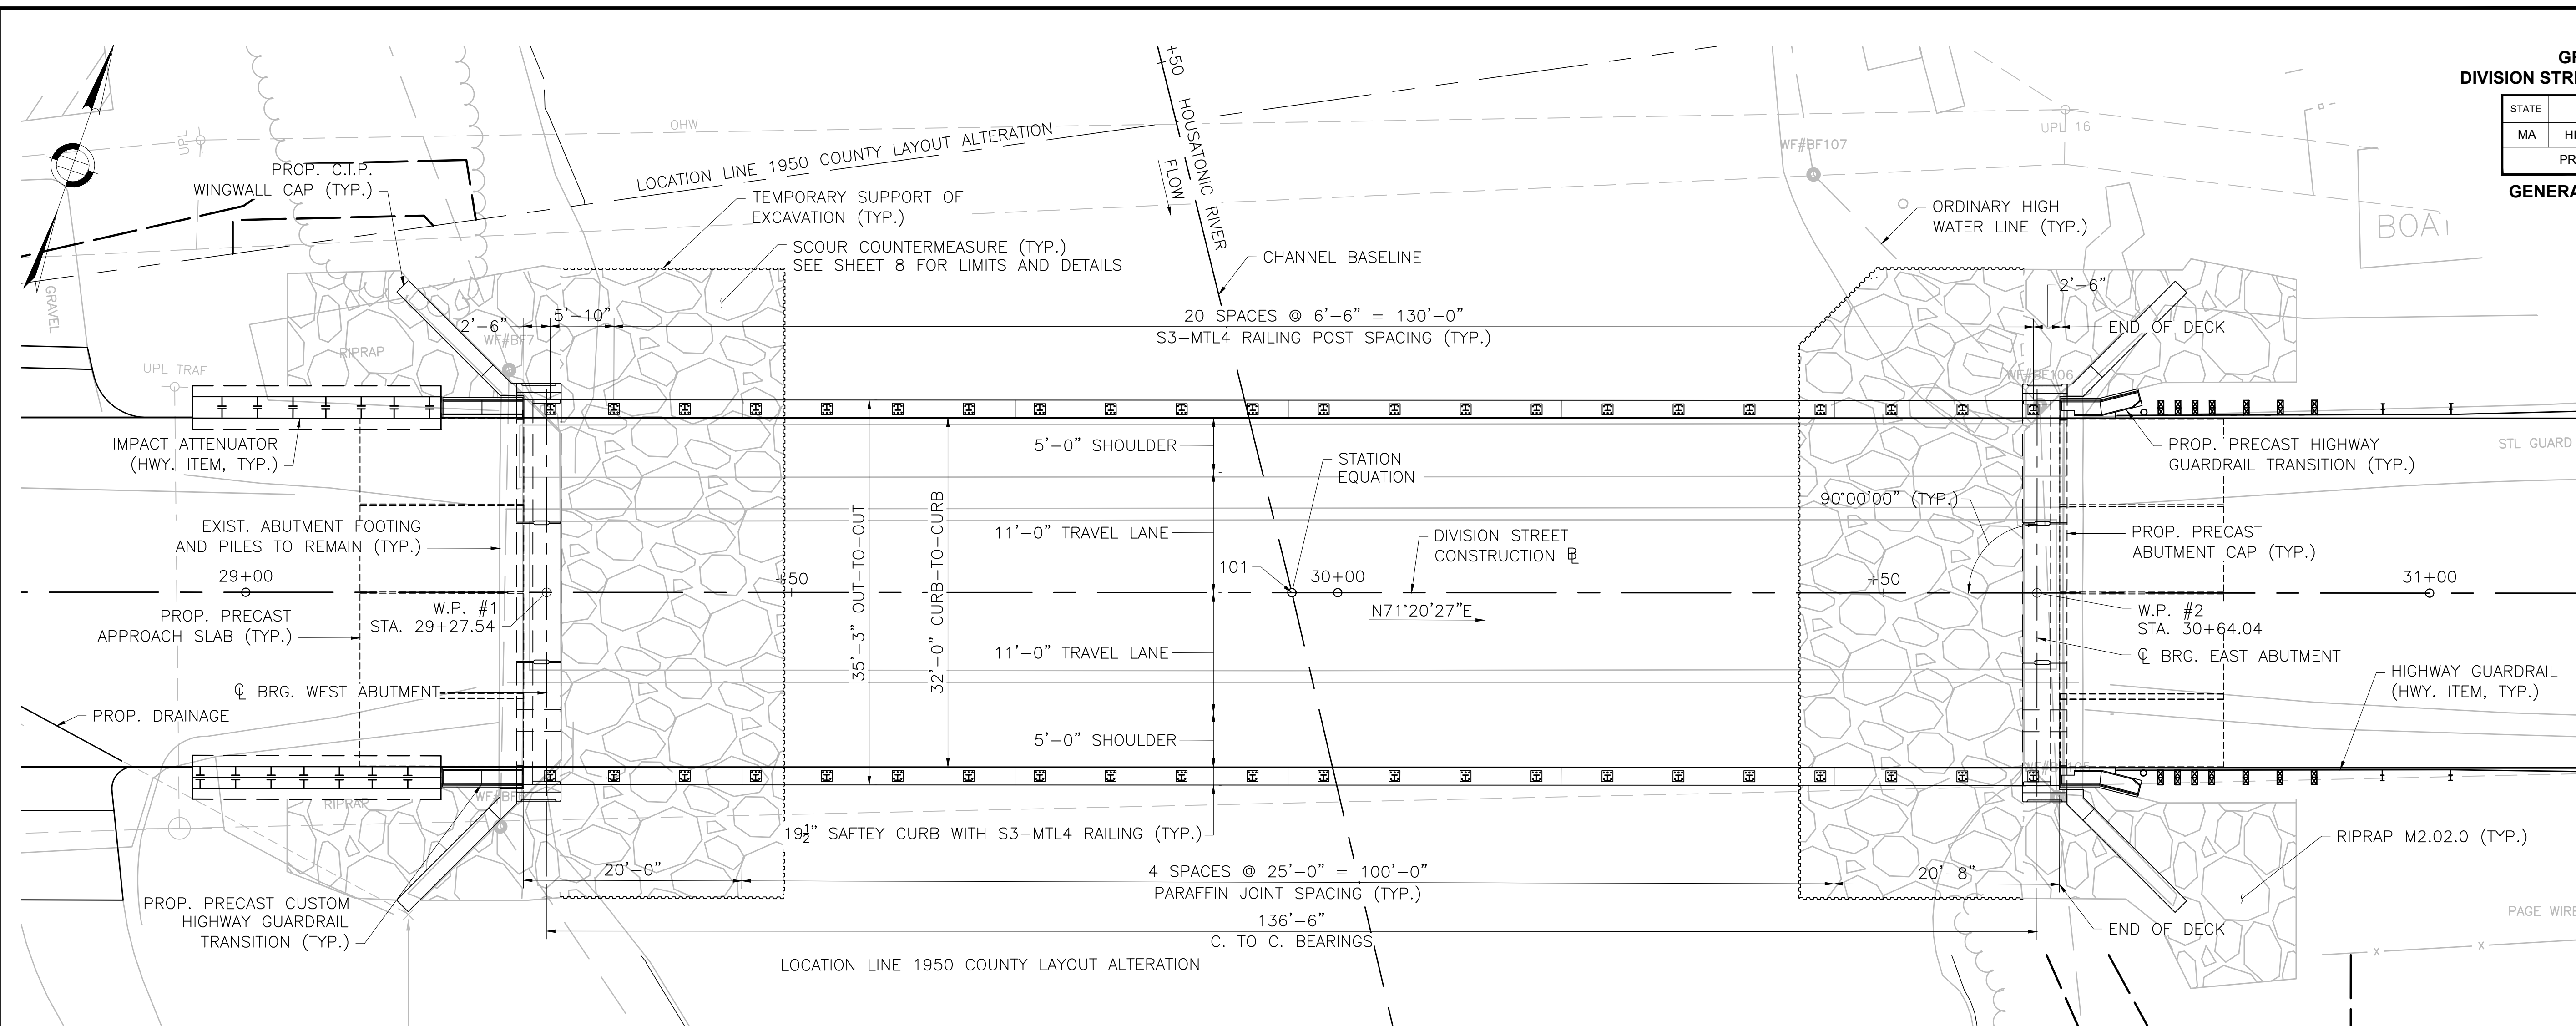 GR
DIVISION STRE
STATE
MA
HI
PR
GENERA
+50
HOUSATONIC RIVER
FLOW
OHW
UPL
UPL 16
WF#BF107
BOAT
PROP. C.I.P.
WINGWALL CAP (TYP.)
LOCATION LINE 1950 COUNTY LAYOUT ALTERATION
TEMPORARY SUPPORT OF
EXCAVATION (TYP.)
SCOUR COUNTERMEASURE (TYP.)
SEE SHEET 8 FOR LIMITS AND DETAILS
CHANNEL BASELINE
ORDINARY HIGH
WATER LINE (TYP.)
GRAVEL
2'-6"
5'-10"
20 SPACES @ 6'-6" = 130'-0"
S3-MTL4 RAILING POST SPACING (TYP.)
2'-6"
END OF DECK
WF#BF7
RIPRAP
UPL TRAF
WF#BF106
IMPACT ATTENUATOR
(HWY. ITEM, TYP.)
5'-0" SHOULDER
STATION
EQUATION
PROP. PRECAST HIGHWAY
GUARDRAIL TRANSITION (TYP.)
STL GUARD
90°00'00" (TYP.)
EXIST. ABUTMENT FOOTING
AND PILES TO REMAIN (TYP.)
35'-3" OUT-TO-OUT
32'-0" CURB-TO-CURB
11'-0" TRAVEL LANE
DIVISION STREET
CONSTRUCTION ℄
PROP. PRECAST
ABUTMENT CAP (TYP.)
29+00
+50
101
30+00
+50
31+00
N71°20'27"E
PROP. PRECAST
APPROACH SLAB (TYP.)
W.P. #1
STA. 29+27.54
W.P. #2
STA. 30+64.04
11'-0" TRAVEL LANE
℄ BRG. EAST ABUTMENT
℄ BRG. WEST ABUTMENT
HIGHWAY GUARDRAIL
(HWY. ITEM, TYP.)
PROP. DRAINAGE
5'-0" SHOULDER
RIPRAP
19½" SAFTEY CURB WITH S3-MTL4 RAILING (TYP.)
RIPRAP M2.02.0 (TYP.)
20'-0"
4 SPACES @ 25'-0" = 100'-0"
PARAFFIN JOINT SPACING (TYP.)
20'-8"
PROP. PRECAST CUSTOM
HIGHWAY GUARDRAIL
TRANSITION (TYP.)
136'-6"
C. TO C. BEARINGS
END OF DECK
PAGE WIRE
LOCATION LINE 1950 COUNTY LAYOUT ALTERATION